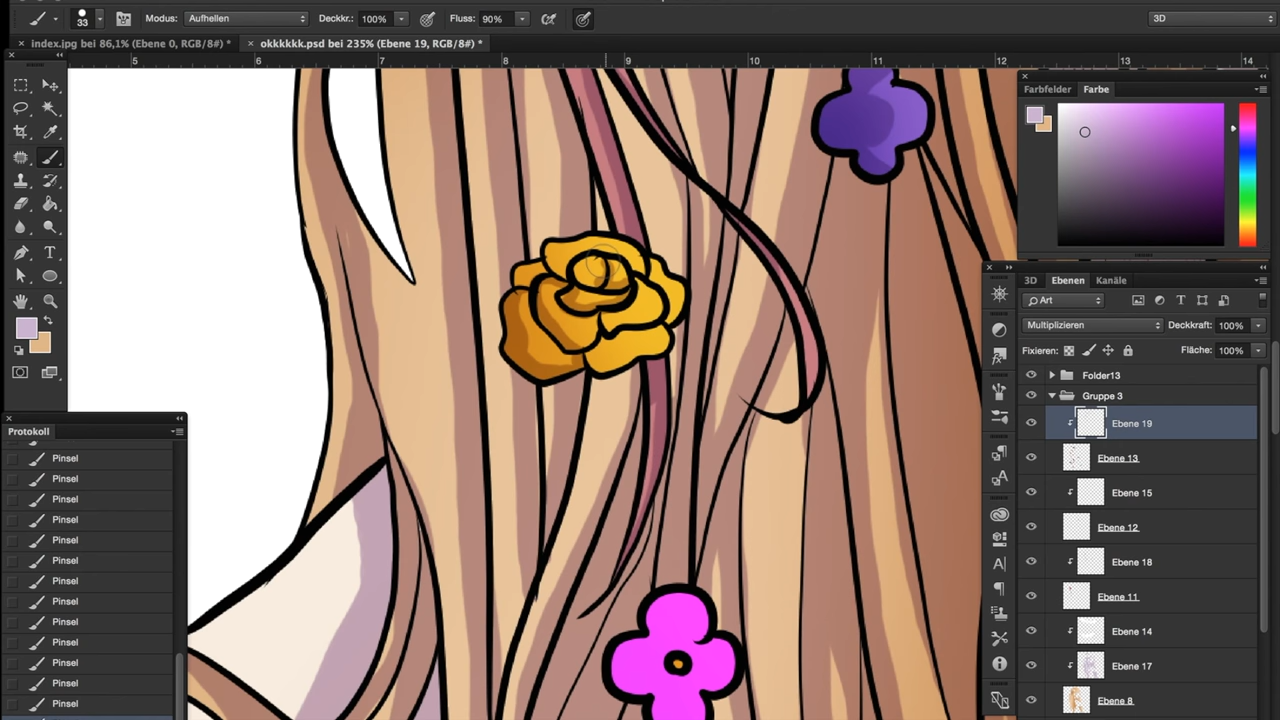 33 Modus: Aufhellen Deckkr.: 100% Fluss: 90% 3D
× index.jpg bei 86,1% (Ebene 0, RGB/8#) * × okkkkkk.psd bei 235% (Ebene 19, RGB/8#) *
5 6 7 8 9 10 11 12 13 14
Farbfelder Farbe
3D Ebenen Kanäle
Art
Multiplizieren Deckkraft: 100%
Fixieren: Fläche: 100%
Folder13
Gruppe 3
Ebene 19
Ebene 13
Ebene 15
Ebene 12
Ebene 18
Ebene 11
Ebene 14
Ebene 17
Ebene 8
Protokoll
Pinsel
Pinsel
Pinsel
Pinsel
Pinsel
Pinsel
Pinsel
Pinsel
Pinsel
Pinsel
Pinsel
Pinsel
Pinsel